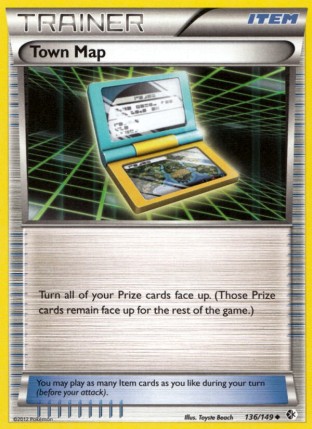 TRAINER
ITEM
Town Map
Turn all of your Prize cards face up. (Those Prize
cards remain face up for the rest of the game.)
You may play as many Item cards as you like during your turn
(before your attack).
©2012 Pokémon
Illus. Toyste Beach
136/149